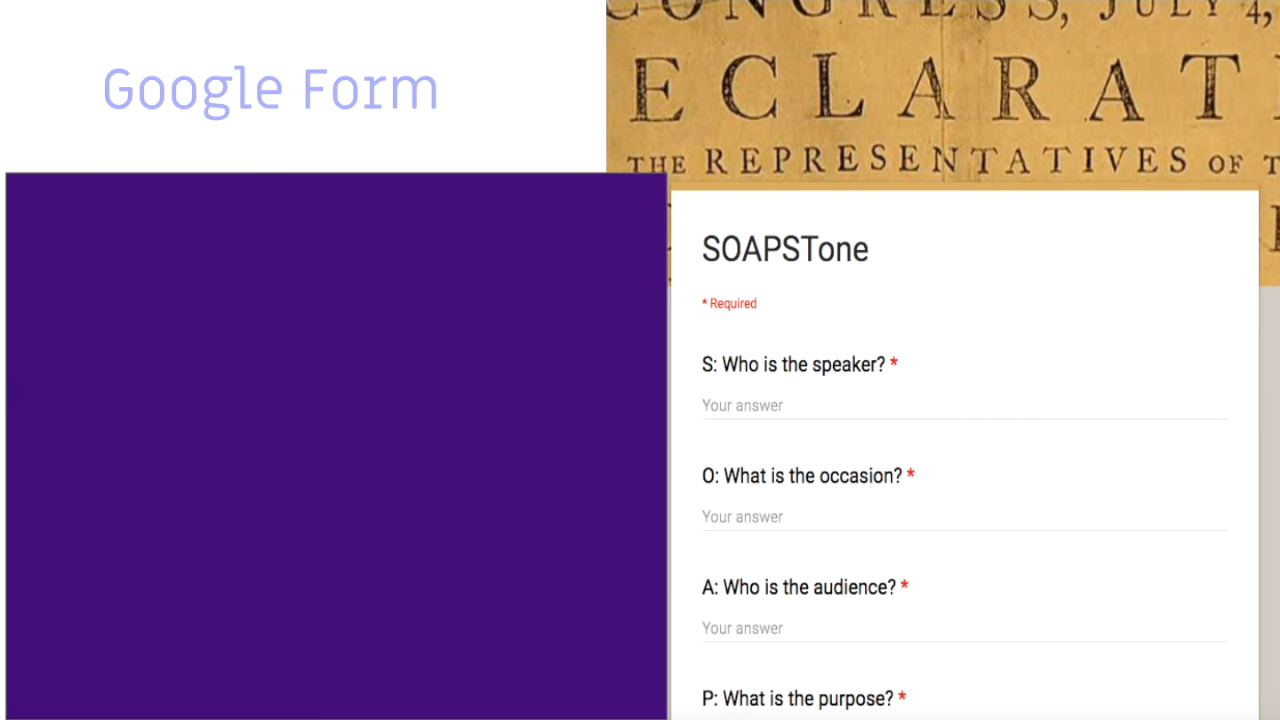 Google Form
CONGRESS, JULY 4,
ECLARAT
THE REPRESENTATIVES OF T
SOAPSTone
* Required
S: Who is the speaker? *
Your answer
O: What is the occasion? *
Your answer
A: Who is the audience? *
Your answer
P: What is the purpose? *